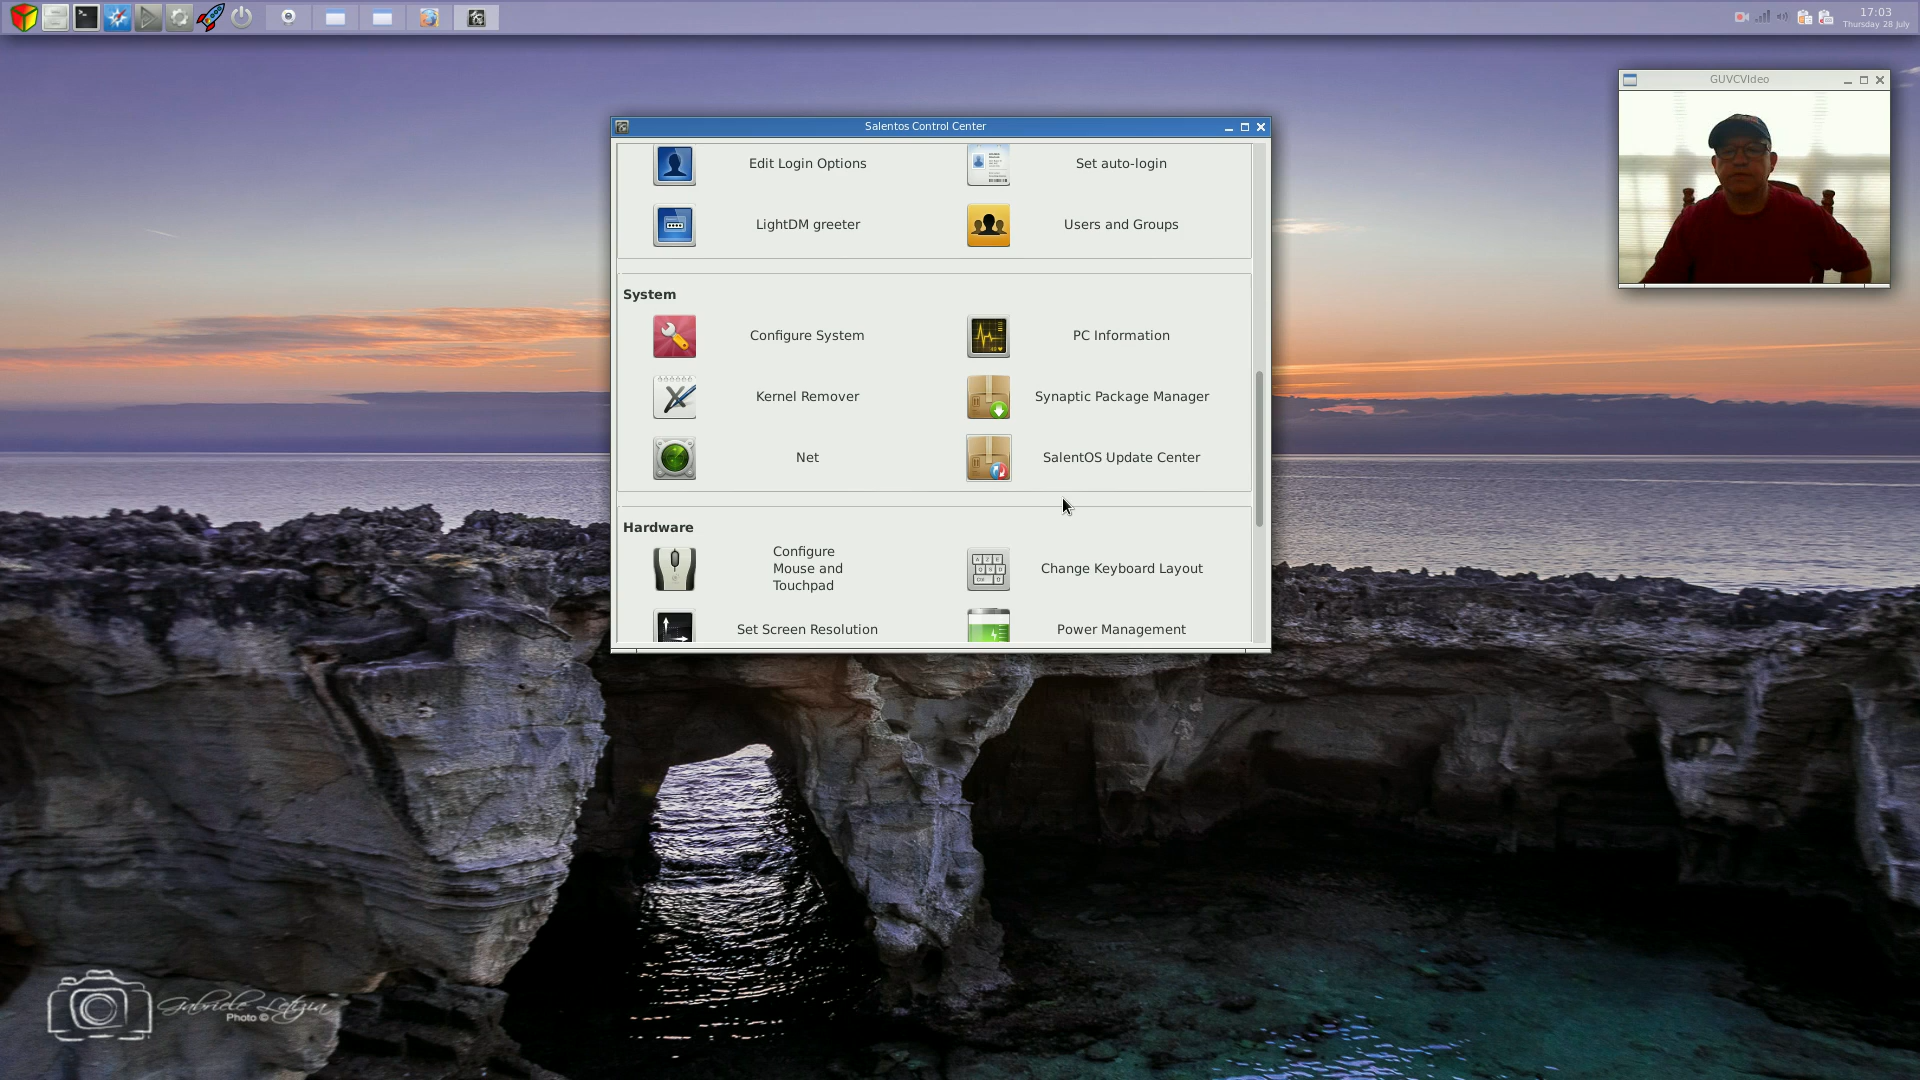 17:03
Thursday 28 July
GUVCVideo
Salentos Control Center
Edit Login Options
Set auto-login
LightDM greeter
Users and Groups
System
Configure System
PC Information
Kernel Remover
Synaptic Package Manager
Net
SalentOS Update Center
Hardware
Configure
Mouse and
Touchpad
Change Keyboard Layout
Set Screen Resolution
Power Management
Gabriele Letizia
Photo ©